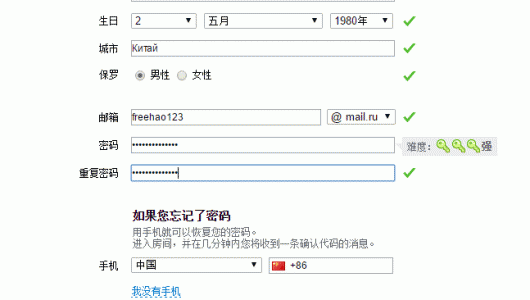 生日 2 五月 1980年
城市 Китай
保罗 男性 女性
邮箱 freehao123 @ mail.ru
密码 •••••••••••••• 难度: 强
重复密码 ••••••••••••••
如果您忘记了密码
用手机就可以恢复您的密码。
进入房间，并在几分钟内您将收到一条确认代码的消息。
手机 中国 +86
我没有手机